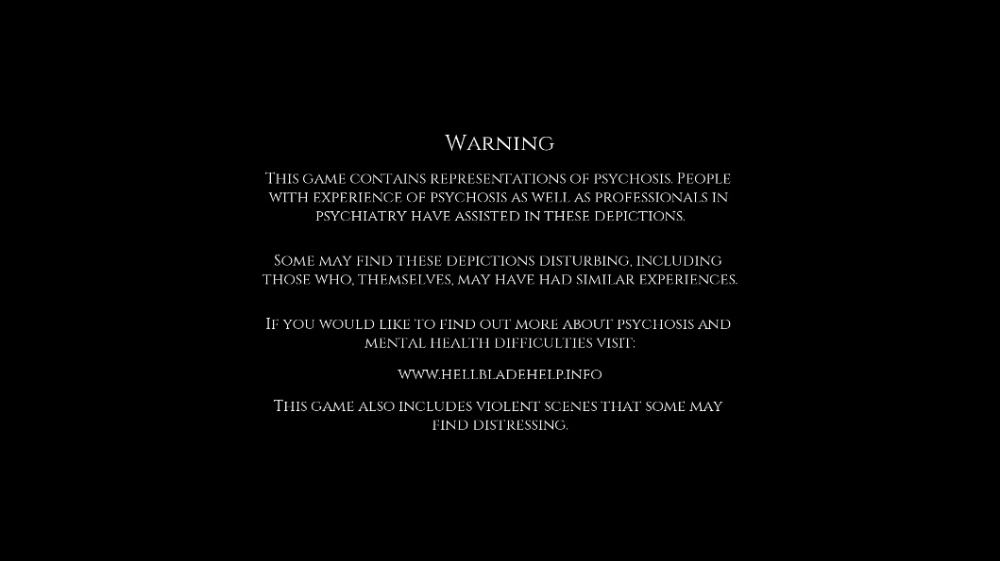 Warning
This game contains representations of psychosis. People
with experience of psychosis as well as professionals in
psychiatry have assisted in these depictions.
Some may find these depictions disturbing, including
those who, themselves, may have had similar experiences.
If you would like to find out more about psychosis and
mental health difficulties visit:
www.hellbladehelp.info
This game also includes violent scenes that some may
find distressing.